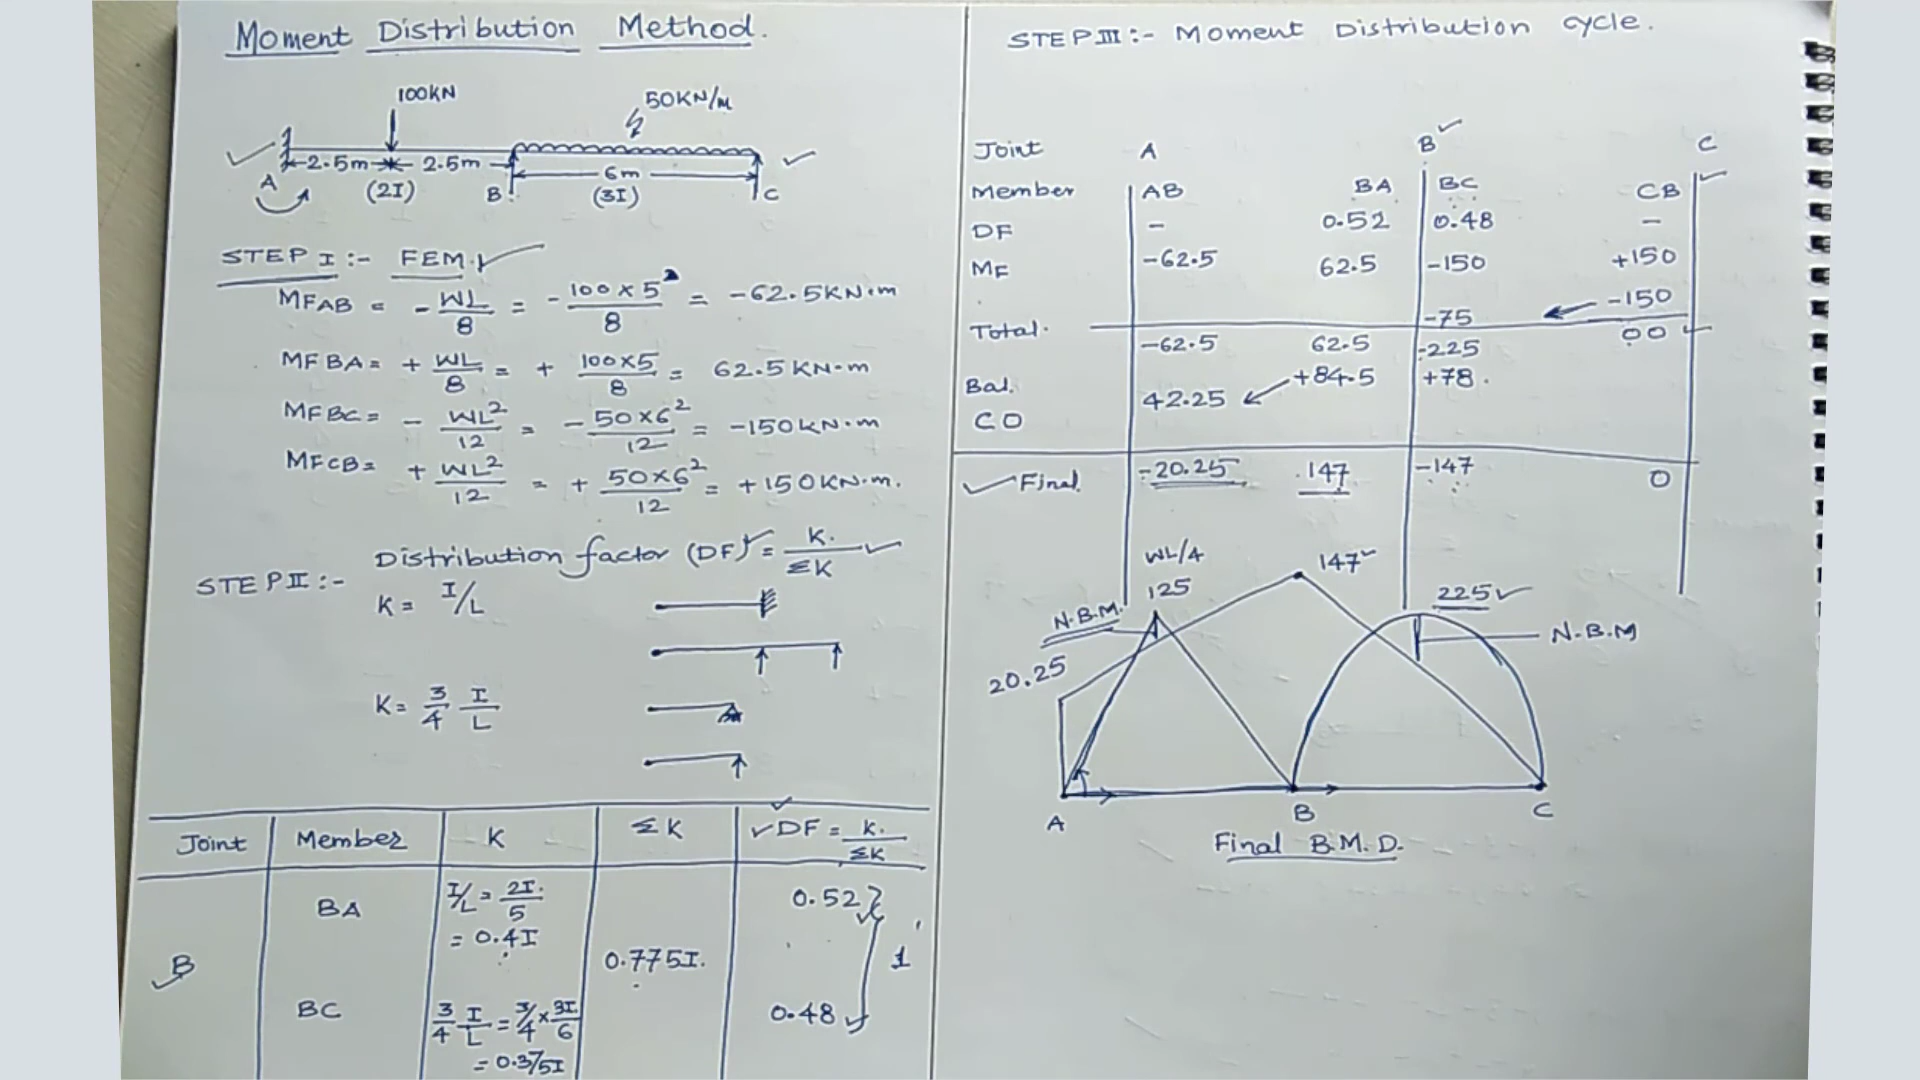 Moment Distribution Method.
100KN
50KN/m
2.5m 2.5m
6m
A (2I) B (3I) C
STEP I :- FEM.
MFAB = - WL/8 = - 100 x 5/8 = -62.5KN.m
MFBA = + WL/8 = + 100x5/8 = 62.5 KN-m
MFBC = - WL²/12 = - 50x6²/12 = -150KN.m
MFCB = + WL²/12 = + 50x6²/12 = +150KN.m.
STEP II :- Distribution factor (DF) = K./ΣK
K = I/L
K = 3/4 I/L
Joint Member K ΣK DF = K./ΣK
BA I/L = 2I./5 0.52
= 0.4I
B 0.775I. 1
BC 3/4 I/L = 3/4 x 3I/6 0.48
= 0.375I
STEP III :- Moment Distribution cycle.
Joint A B C
Member AB BA BC CB
DF - 0.52 0.48 -
MF -62.5 62.5 -150 +150
-75 -150
Total. -62.5 62.5 -225 00
Bal. +84.5 +78.
CO 42.25
Final -20.25 147 -147 0
WL/4
125
147
225
N.B.M.
N.B.M
20.25
A B C
Final B.M.D.